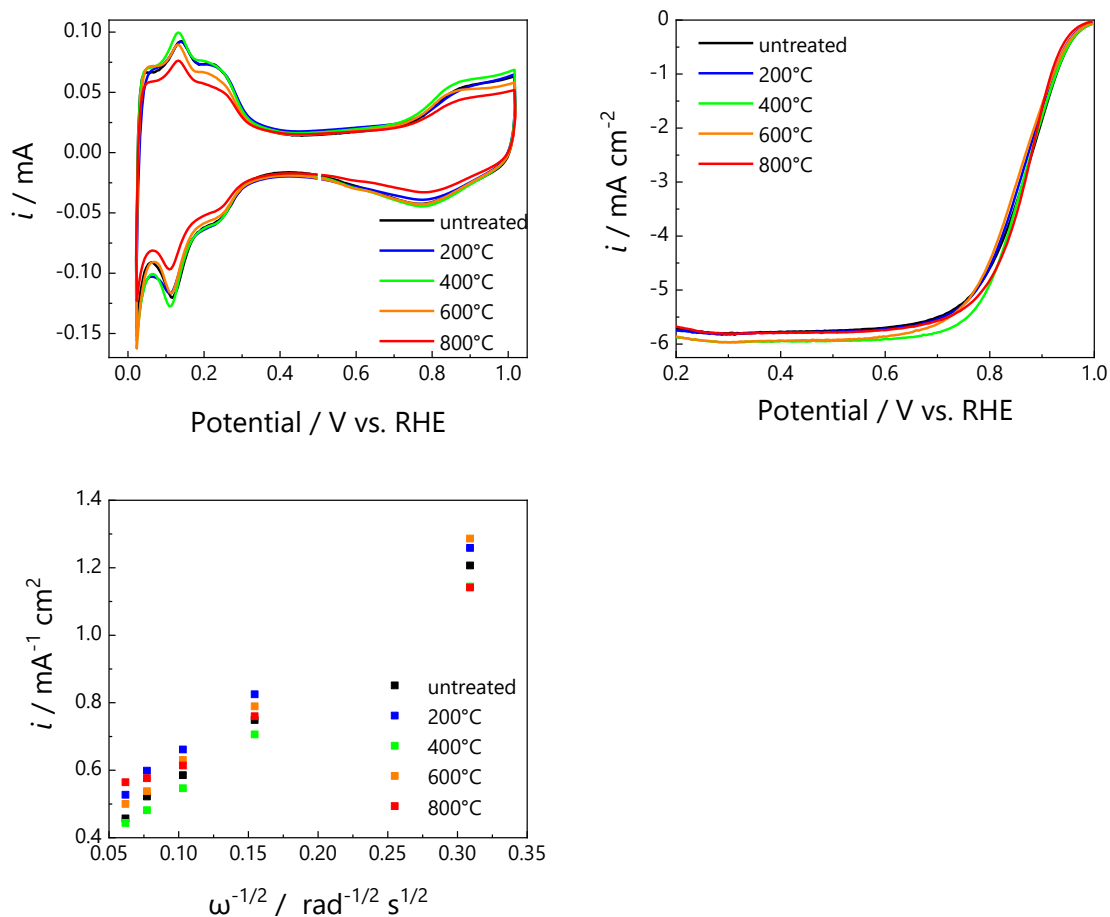 0.10
0.05
0.00
-0.05
-0.10
-0.15
i / mA
untreated
200°C
400°C
600°C
800°C
0.0 0.2 0.4 0.6 0.8 1.0
Potential / V vs. RHE
0
-1
-2
-3
-4
-5
-6
i / mA cm-2
untreated
200°C
400°C
600°C
800°C
0.2 0.4 0.6 0.8 1.0
Potential / V vs. RHE
1.4
1.2
1.0
0.8
0.6
0.4
i / mA-1 cm2
untreated
200°C
400°C
600°C
800°C
0.05 0.10 0.15 0.20 0.25 0.30 0.35
ω-1/2 / rad-1/2 s1/2